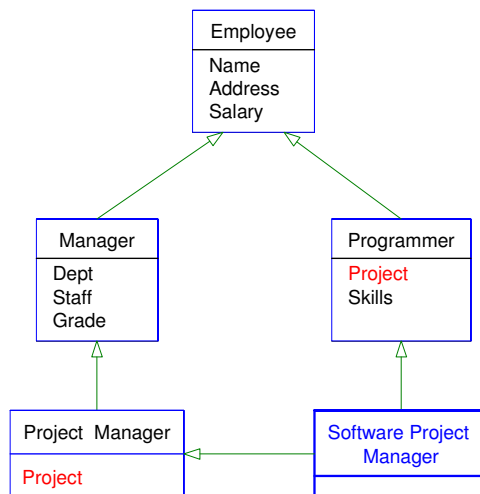 Employee
Name
Address
Salary
Manager
Dept
Staff
Grade
Programmer
Project
Skills
Project Manager
Project
Software Project
Manager